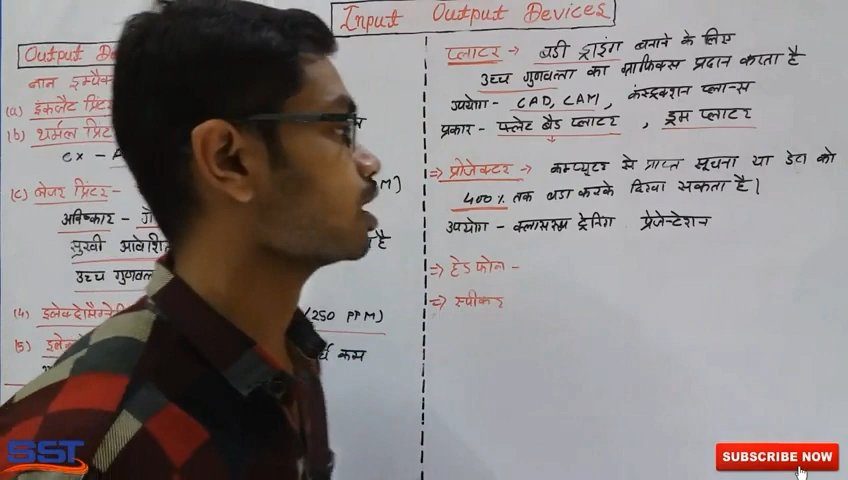 Input Output Devices
Output De
नान इम्पैक
(a) इंकजैट प्रिंट
(b) थर्मल प्रिंट
ex -
(c) लेजर प्रिंटर -
M]
अविष्कार -
सुखी आवेशि
है
उच्च गुणव
(4) इलेक्ट्रोमैग्ने
(250 PPM)
(5) इले
कम
प्लाटर → बडी ड्राइंग बनाने के लिए
उच्च गुणवत्ता का ग्राफिक्स प्रदान करता है
उपयोग - CAD, CAM, कंस्ट्रक्शन प्लान्स
प्रकार - फ्लेट बैड प्लाटर , ड्रम प्लाटर
⇒ प्रोजेक्टर → कम्प्यूटर से प्राप्त सूचना या डेटा को
400% तक बडा करके दिखा सकता है|
उपयोग - क्लासरूम ट्रेनिंग प्रेजेन्टेशन
⇒ हेडफोन -
⇒ स्पीकर
SST
SUBSCRIBE NOW